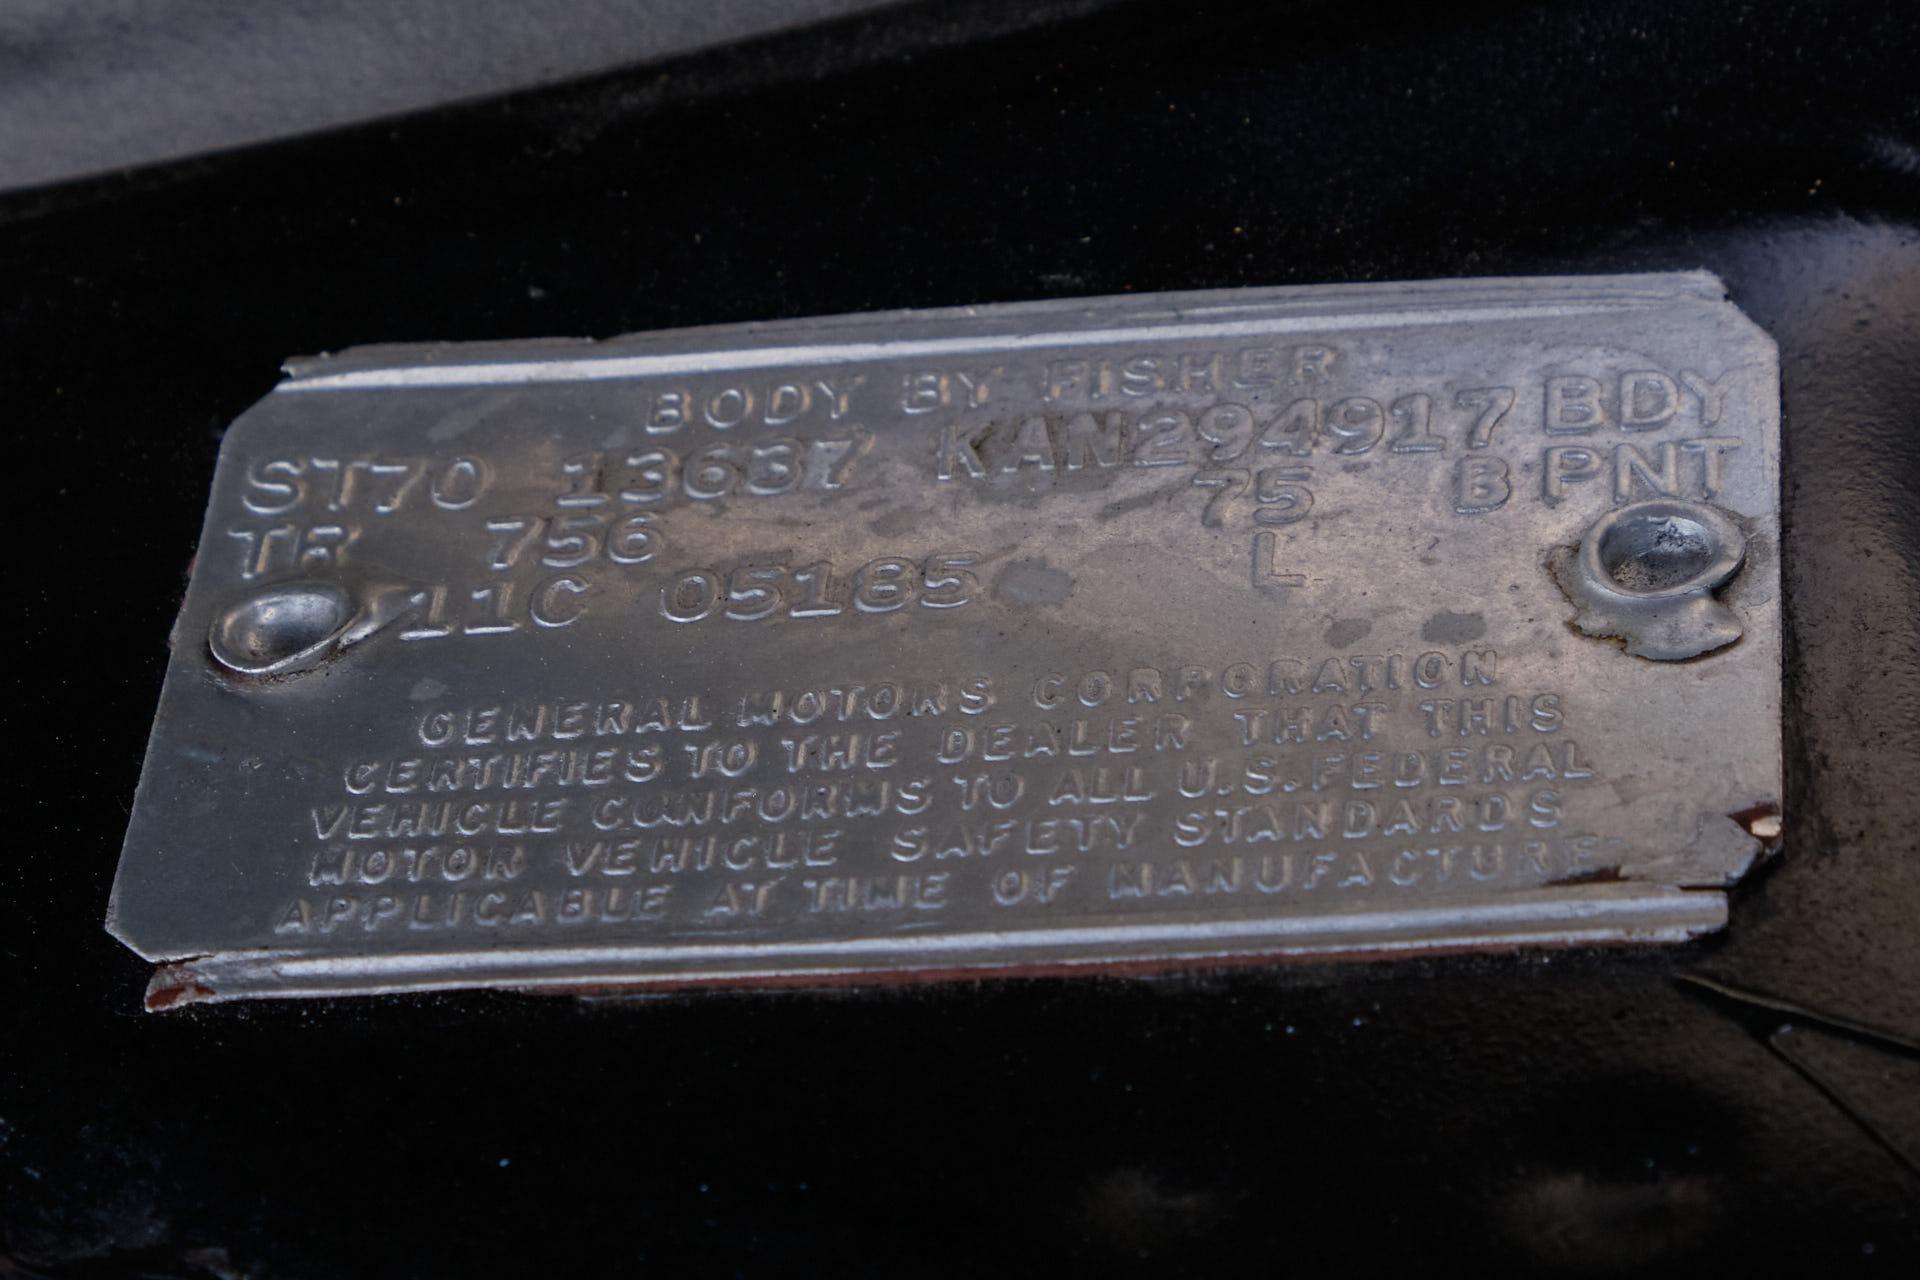 BODY BY FISHER
ST70 13637 KAN294917 BDY
TR 756 75 B PNT
11C 05185 L
GENERAL MOTORS CORPORATION
CERTIFIES TO THE DEALER THAT THIS
VEHICLE CONFORMS TO ALL U.S. FEDERAL
MOTOR VEHICLE SAFETY STANDARDS
APPLICABLE AT TIME OF MANUFACTURE